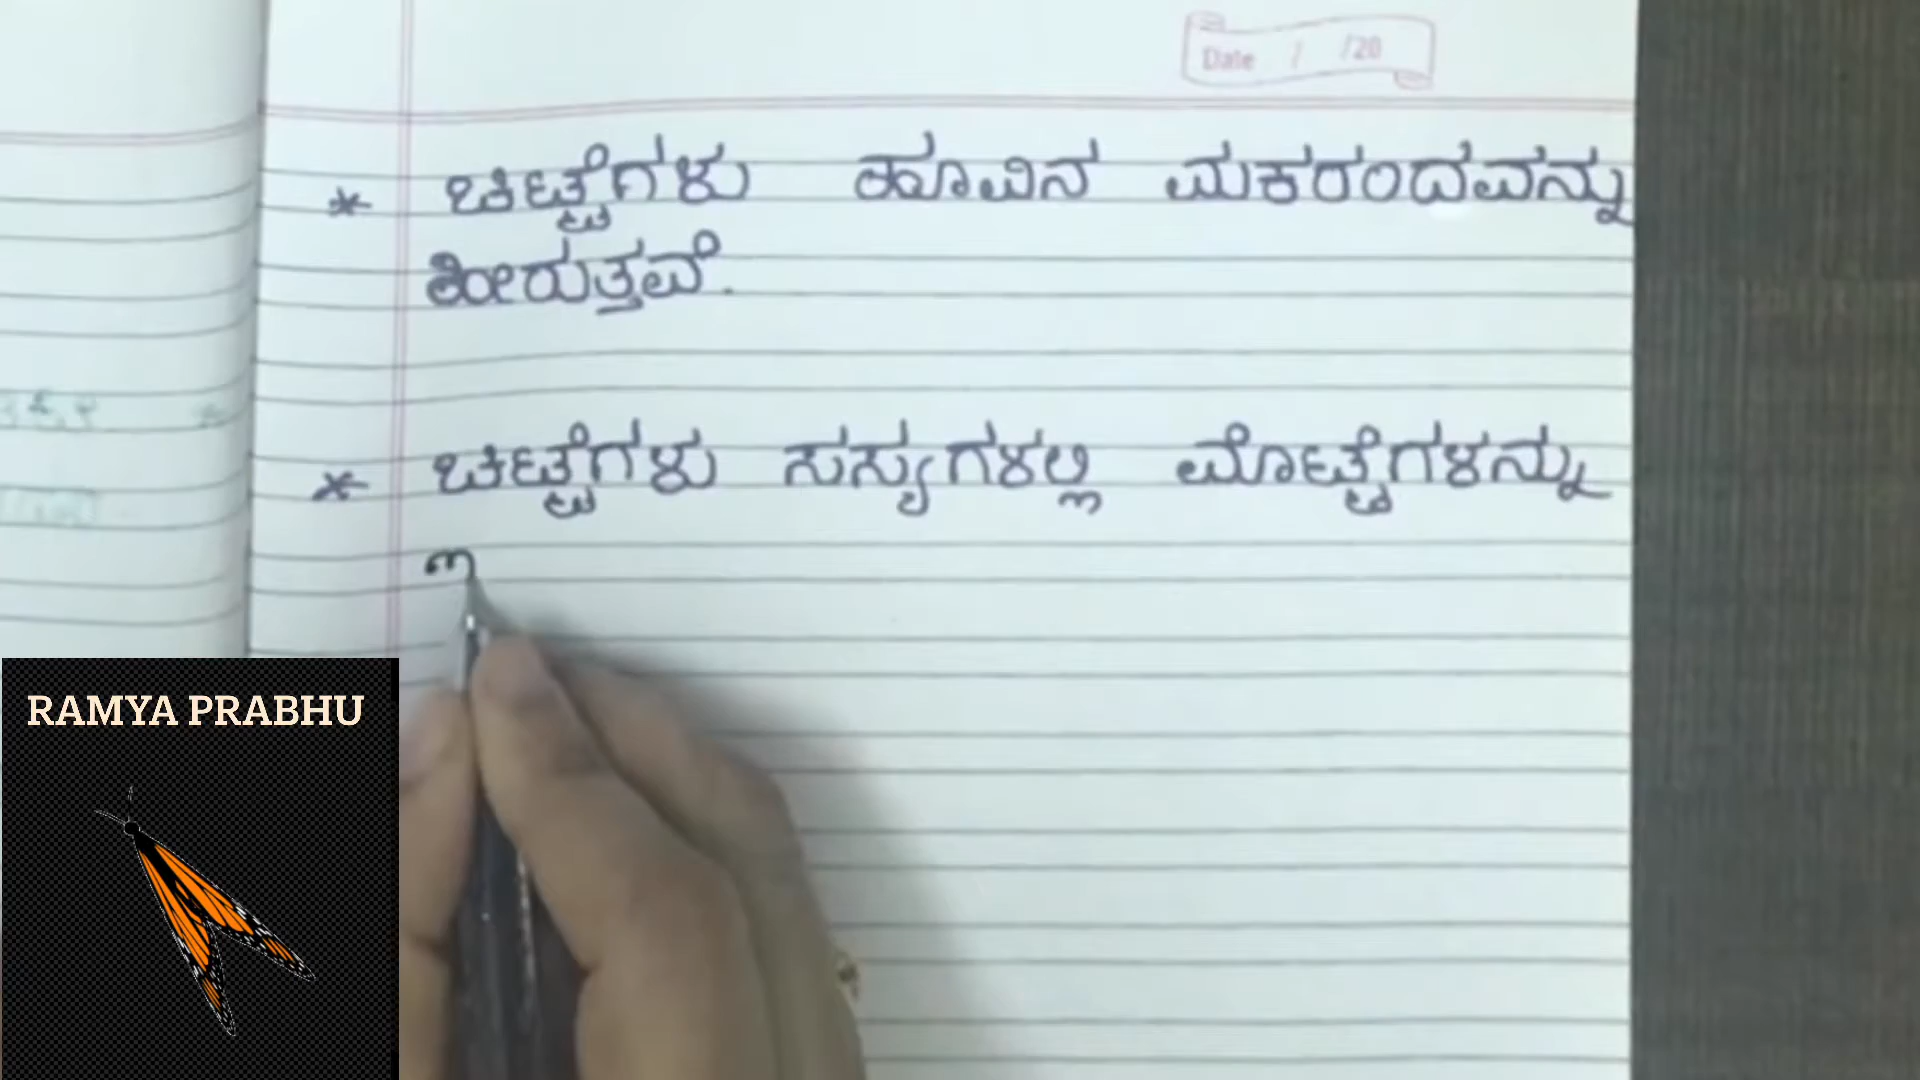 Date / /20
* ಚಿಟ್ಟೆಗಳು ಹೂವಿನ ಮಕರಂದವನ್ನು
ಹೀರುತ್ತವೆ.
* ಚಿಟ್ಟೆಗಳು ಸಸ್ಯಗಳಲ್ಲಿ ಮೊಟ್ಟೆಗಳನ್ನು
RAMYA PRABHU